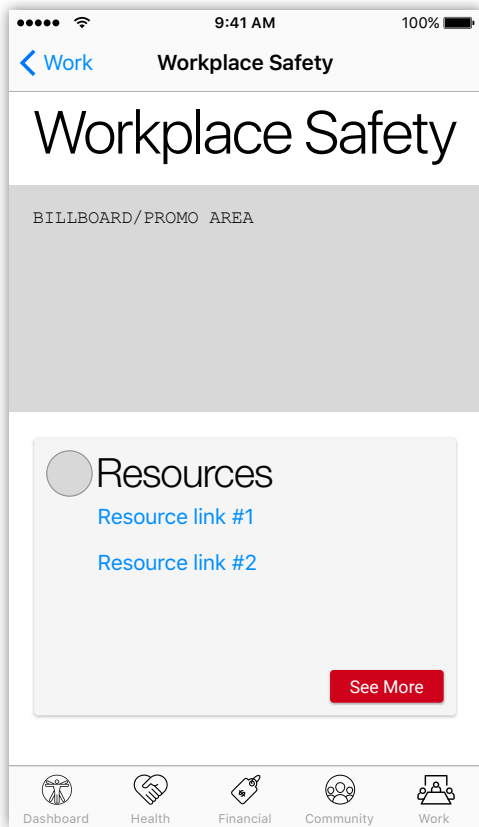 9:41 AM 100%
Work Workplace Safety
Workplace Safety
BILLBOARD/PROMO AREA
Resources
Resource link #1
Resource link #2
See More
Dashboard Health Financial Community Work